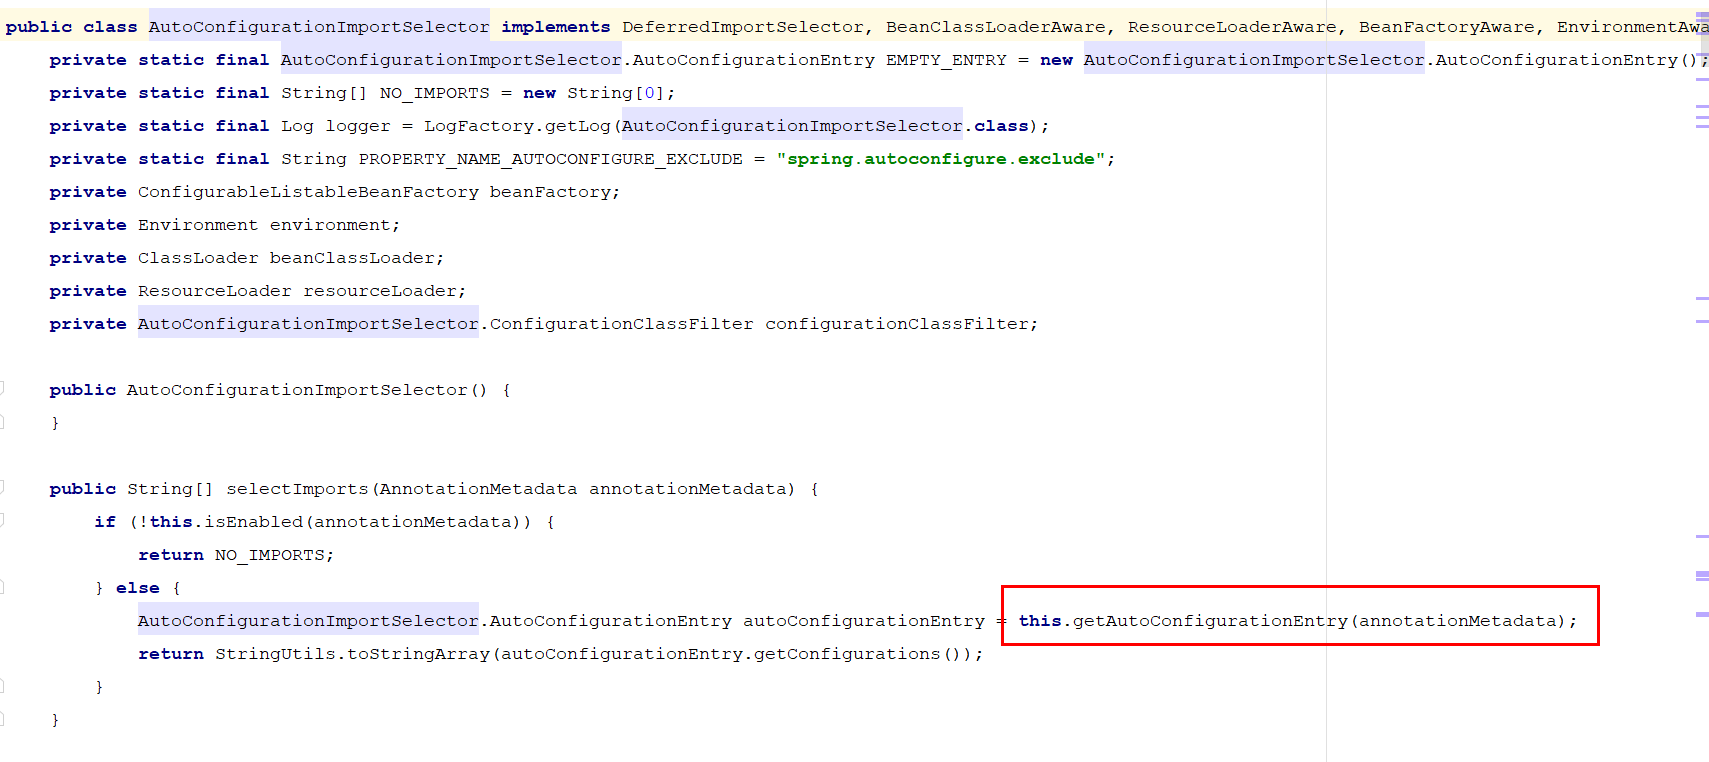 public class AutoConfigurationImportSelector implements DeferredImportSelector, BeanClassLoaderAware, ResourceLoaderAware, BeanFactoryAware, EnvironmentAwa
    private static final AutoConfigurationImportSelector.AutoConfigurationEntry EMPTY_ENTRY = new AutoConfigurationImportSelector.AutoConfigurationEntry();
    private static final String[] NO_IMPORTS = new String[0];
    private static final Log logger = LogFactory.getLog(AutoConfigurationImportSelector.class);
    private static final String PROPERTY_NAME_AUTOCONFIGURE_EXCLUDE = "spring.autoconfigure.exclude";
    private ConfigurableListableBeanFactory beanFactory;
    private Environment environment;
    private ClassLoader beanClassLoader;
    private ResourceLoader resourceLoader;
    private AutoConfigurationImportSelector.ConfigurationClassFilter configurationClassFilter;

    public AutoConfigurationImportSelector() {
    }

    public String[] selectImports(AnnotationMetadata annotationMetadata) {
        if (!this.isEnabled(annotationMetadata)) {
            return NO_IMPORTS;
        } else {
            AutoConfigurationImportSelector.AutoConfigurationEntry autoConfigurationEntry = this.getAutoConfigurationEntry(annotationMetadata);
            return StringUtils.toStringArray(autoConfigurationEntry.getConfigurations());
        }
    }